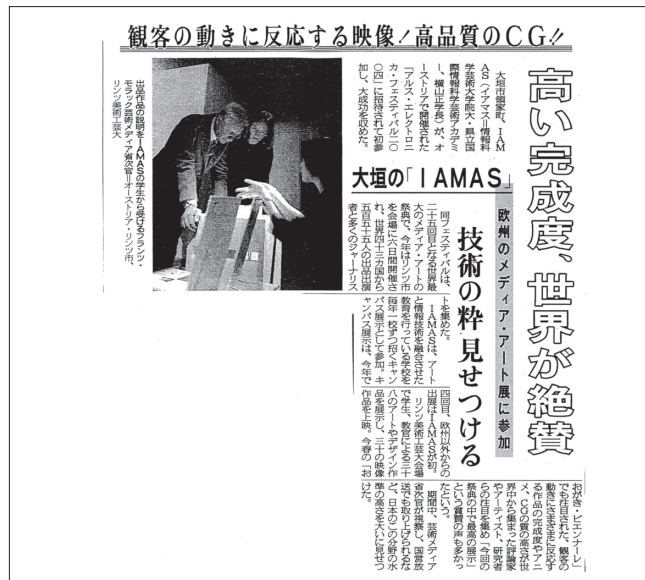 観客の動きに反応する映像!高品質のCG!!
高い完成度、世界が絶賛
欧州のメディア・アート展に参加
大垣の「IAMAS」
技術の粋 見せつける
大垣市領家町、IAM
AS(イアマス=情報科
学芸術大学院大・県立国
際情報科学芸術アカデミ
ー、横山正学長)が、オ
ーストリアで開催された
「アルス・エレクトロニ
カ・フェスティバル二〇
〇四」に招待されて初参
加し、大成功を収めた。
同フェスティバルは、
二十五回目となる世界最
大のメディア・アートの
祭典で、今年はリンツ市
を会場に六日間開催さ
れ、世界四十三カ国から
五百五十五人の出品出演
者と多くのジャーナリス
トを集めた。
IAMASは、アート
と情報技術を融合させた
教育を行っている学校を
毎年一校ずつ招くキャン
パス展示として参加。キ
ャンパス展示は、今年で
四回目、欧州以外からの
出展はIAMASが初。
リンツ美術工芸大会場
で学生、教官による三十
八のアートやデザイン作
品を展示し、三十の映像
作品を上映。今春の「お
おがき・ビエンナーレ」
でも注目された、観客の
動きにさまざまに反応す
る作品の完成度やアニ
メ、CGの質の高さが世
界中から集まった評論家
やアーティスト、研究者
らの注目を集め「今回の
祭典の中で最高の展示」
という賞賛の声も多かっ
たという。
期間中、芸術メディア
省次官が視察し、国営放
送でも取り上げられるな
ど、日本のこの分野の水
準の高さを大いに見せつ
けた。
出品作品の説明をIAMASの学生から受けるフランツ・
モラック芸術メディア省次官=オーストリア・リンツ市、
リンツ美術工芸大